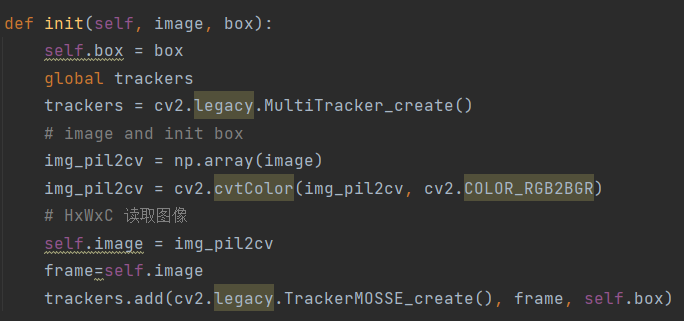 def init(self, image, box):
    self.box = box
    global trackers
    trackers = cv2.legacy.MultiTracker_create()
    # image and init box
    img_pil2cv = np.array(image)
    img_pil2cv = cv2.cvtColor(img_pil2cv, cv2.COLOR_RGB2BGR)
    # HxWxC 读取图像
    self.image = img_pil2cv
    frame=self.image
    trackers.add(cv2.legacy.TrackerMOSSE_create(), frame, self.box)